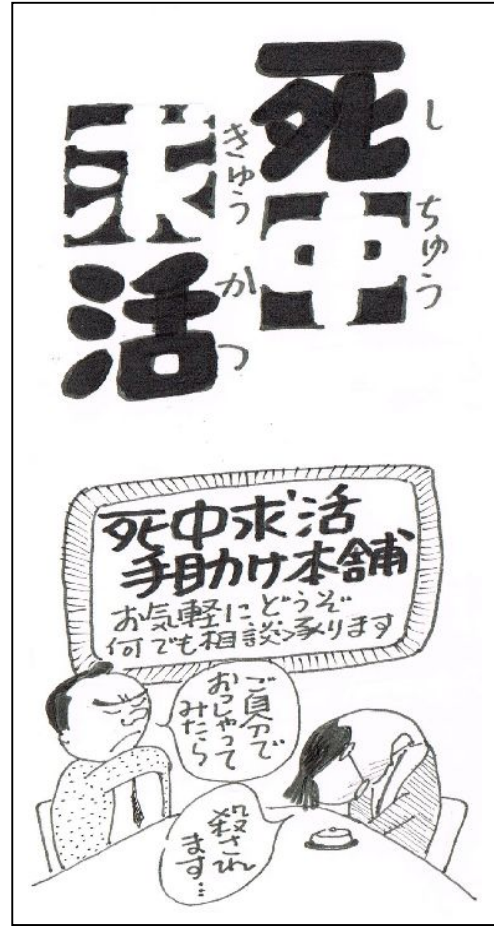 死中
しちゅう
求活
きゅうかつ
死中求活
手助け本舗
お気軽にどうぞ
何でも相談承ります
ご自分で
おっしゃって
みたら
殺され
ます…